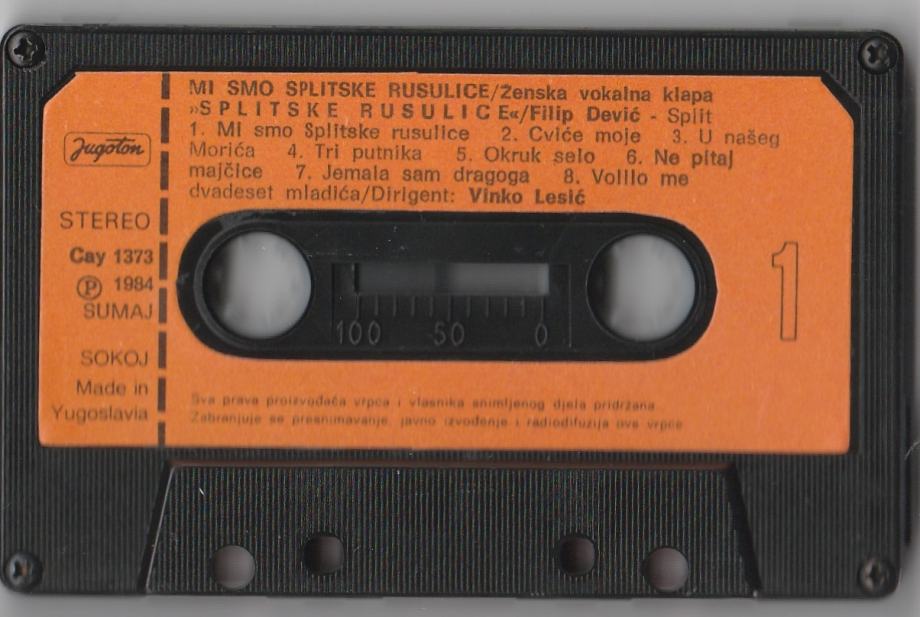 MI SMO SPLITSKE RUSULICE/Ženska vokalna klapa
»SPLITSKE RUSULICE«/Filip Dević - Split
1. Mi smo Splitske rusulice 2. Cviće moje 3. U našeg
Morića 4. Tri putnika 5. Okruk selo 6. Ne pitaj
majčice 7. Jemala sam dragoga 8. Volilo me
dvadeset mladića/Dirigent: Vinko Lesić
Jugoton
STEREO
Cay 1373
Ⓟ 1984
SUMAJ
SOKOJ
Made in
Yugoslavia
100 50 0
1
Sva prava proizvođača vrpce i vlasnika snimljenog djela pridržana
Zabranjuje se presnimavanje, javno izvođenje i radiodifuzija ove vrpce